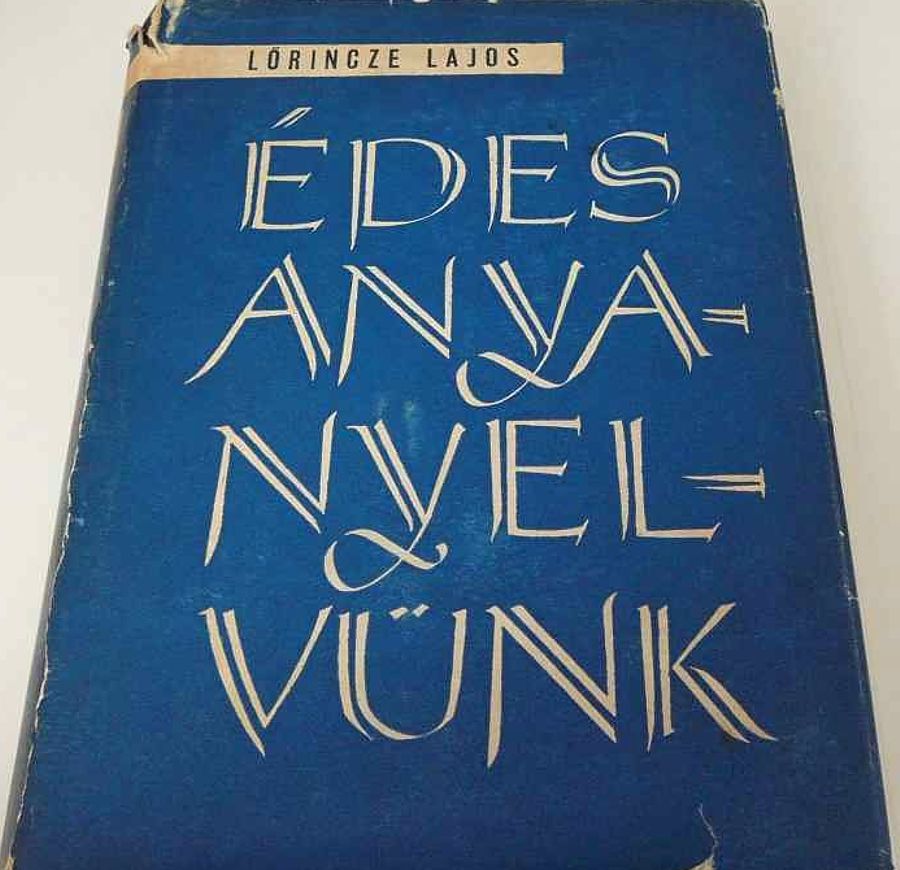 LŐRINCZE LAJOS
ÉDES
ANYA-
NYEL-
VÜNK